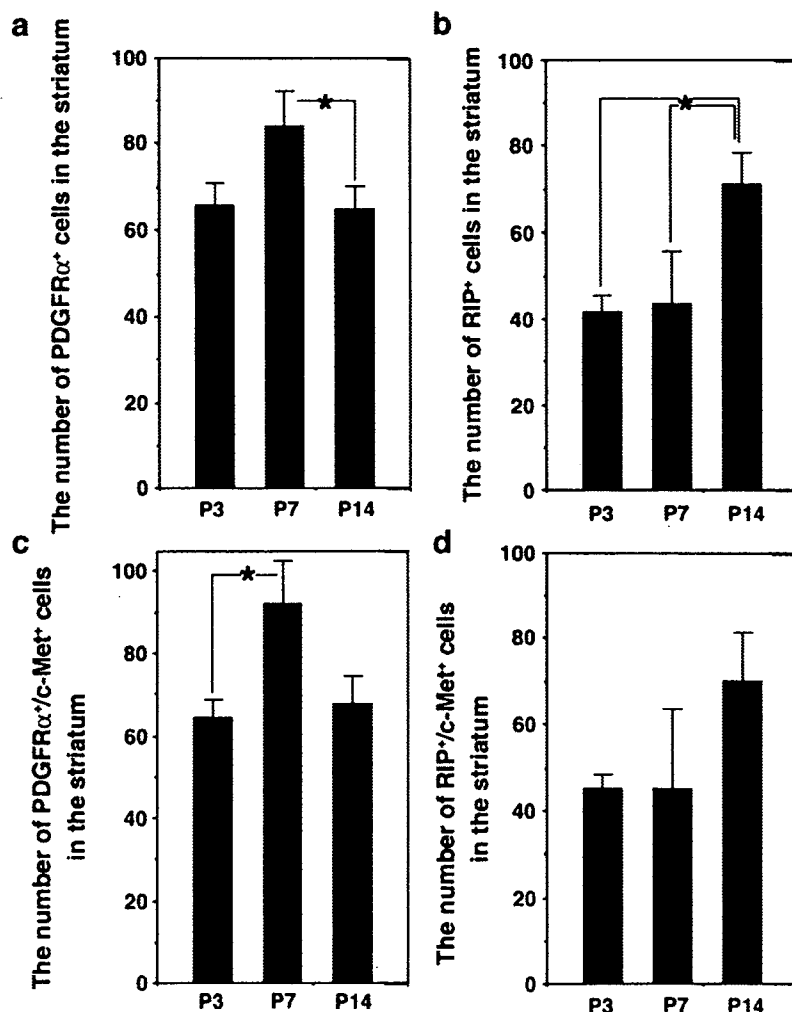 a
The number of PDGFRα⁺ cells in the striatum
100
80
60
40
20
0
*
P3 P7 P14
b
The number of RIP⁺ cells in the striatum
100
80
60
40
20
0
*
P3 P7 P14
c
The number of PDGFRα⁺/c-Met⁺ cells
in the striatum
100
80
60
40
20
0
*
P3 P7 P14
d
The number of RIP⁺/c-Met⁺ cells
in the striatum
100
80
60
40
20
0
P3 P7 P14